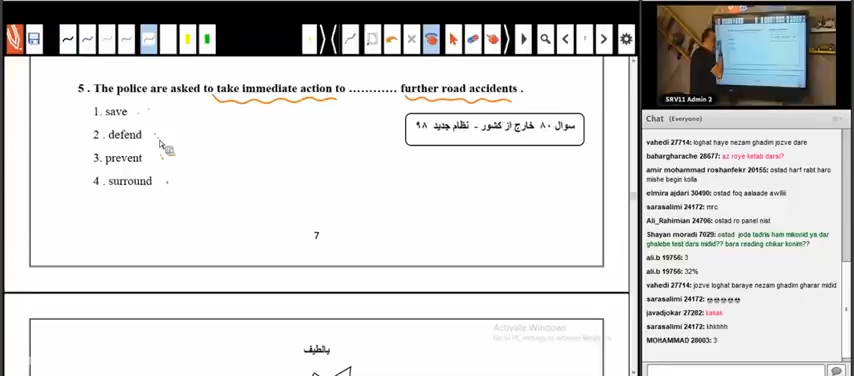 5 . The police are asked to take immediate action to ............ further road accidents .
1. save
2 . defend
3. prevent
4 . surround
سوال ۸۰ خارج از کشور - نظام جدید ۹۸
7
Activate Windows
بالطیف
SRV11 Admin 2
Chat (Everyone)
vahedi 27714: loghat haye nezam ghadim jozve dare
bahargharache 28677: az roye ketab darsi?
amir mohammad roshanfekr 20155: ostad harf rabt haro
mishe begin kolla
elmira ajdari 30490: ostad foq aalaade awlliii
sarasalimi 24172: mrc
Ali_Rahimian 24706: ostad ro panel nist
Shayan moradi 7029: ostad joda tadris ham mikonid ya dar
ghalebe test dars midid?? bara reading chikar konim??
ali.b 19756: 3
ali.b 19756: 32%
vahedi 27714: jozve loghat baraye nezam ghadim gharar midid
sarasalimi 24172:
javadjokar 27282: kakak
sarasalimi 24172: khkhhh
MOHAMMAD 28003: 3